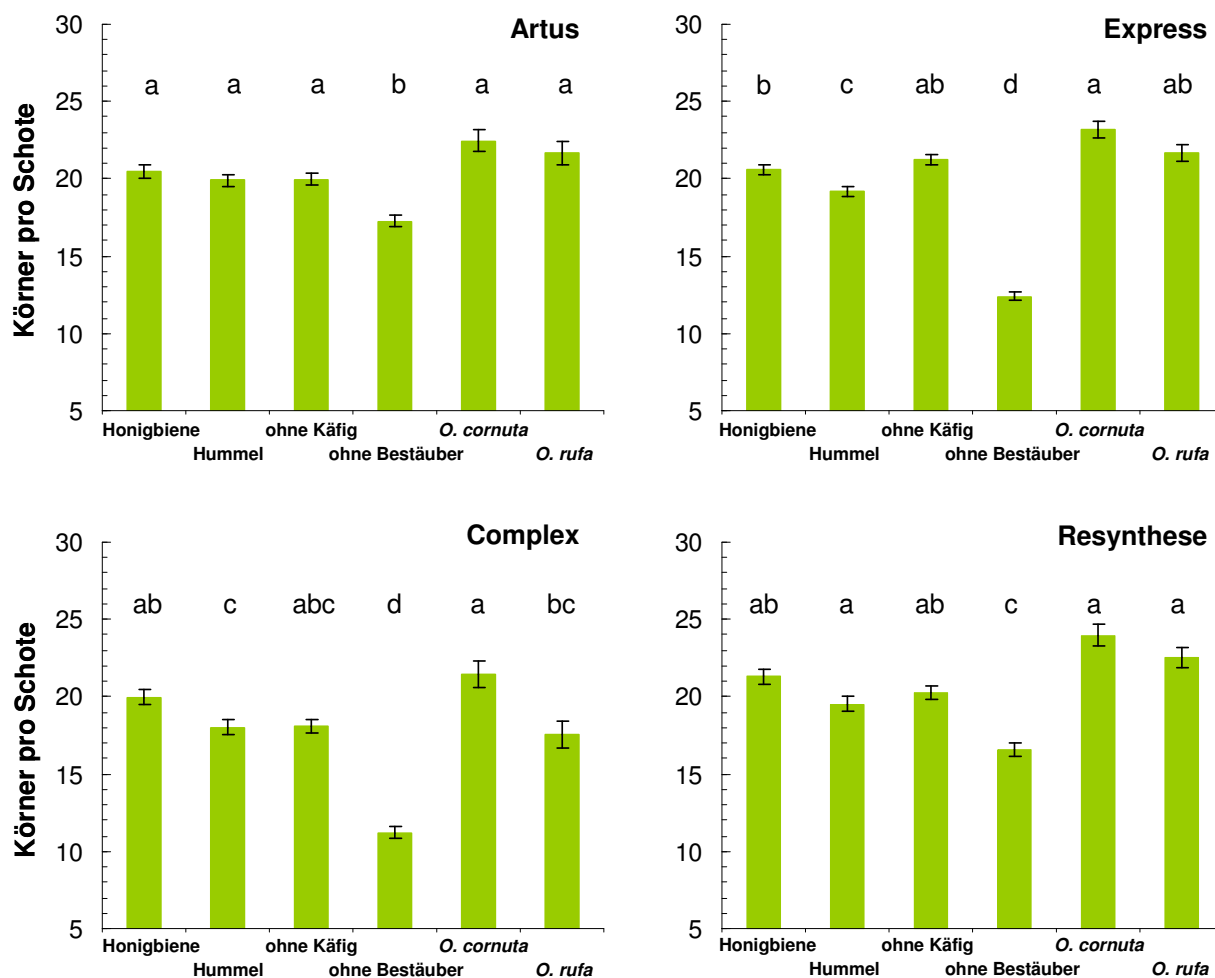 Artus
Körner pro Schote
30
25
20
15
10
5
a a a b a a
Honigbiene ohne Käfig O. cornuta
Hummel ohne Bestäuber O. rufa
Express
30
25
20
15
10
5
b c ab d a ab
Honigbiene ohne Käfig O. cornuta
Hummel ohne Bestäuber O. rufa
Complex
Körner pro Schote
30
25
20
15
10
5
ab c abc d a bc
Honigbiene ohne Käfig O. cornuta
Hummel ohne Bestäuber O. rufa
Resynthese
30
25
20
15
10
5
ab a ab c a a
Honigbiene ohne Käfig O. cornuta
Hummel ohne Bestäuber O. rufa